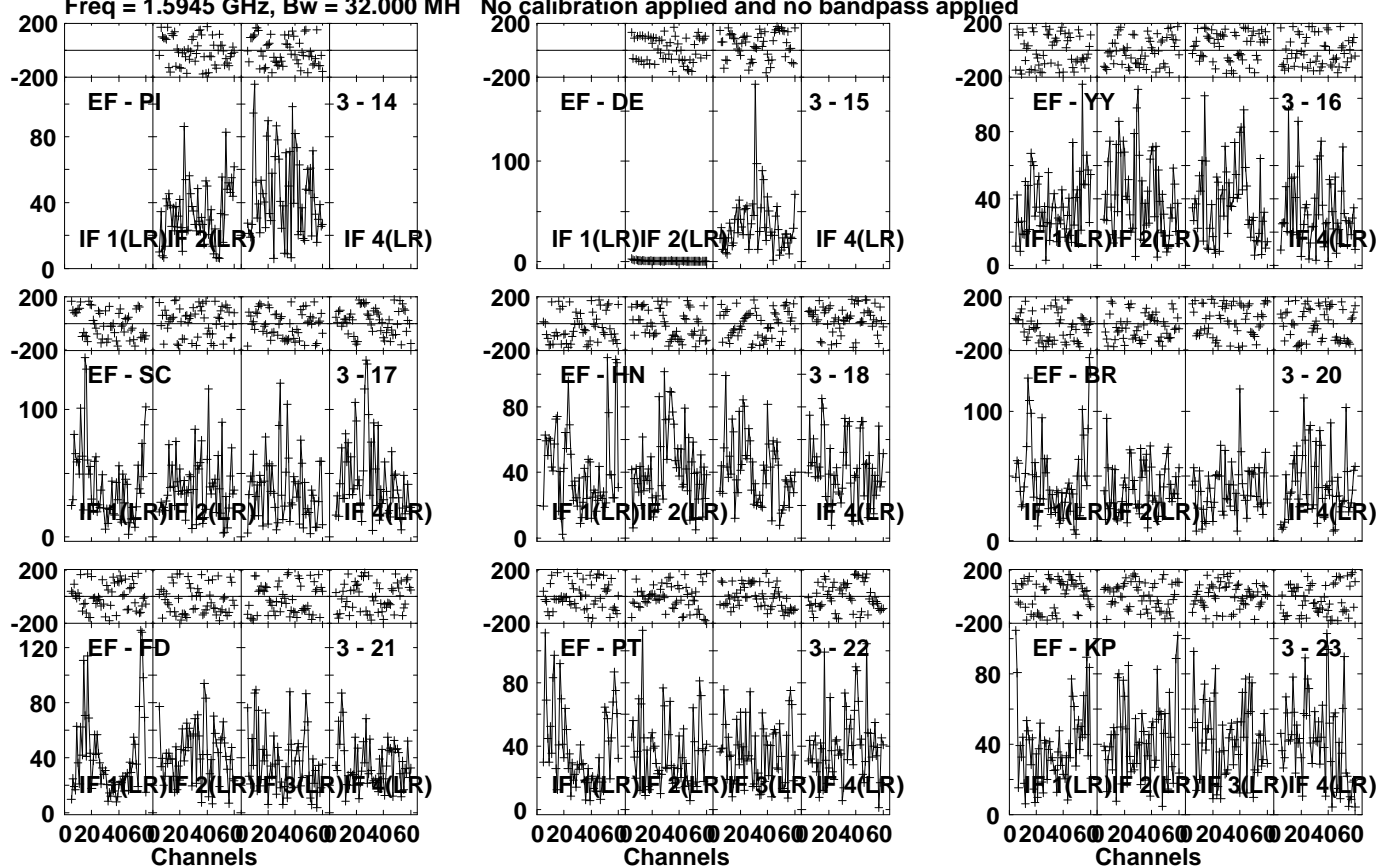 Freq = 1.5945 GHz, Bw = 32.000 MH No calibration applied and no bandpass applied
200
-200
EF - PI
3 - 14
80
40
0
IF 1(LR) IF 2(LR) IF 4(LR)
EF - DE
3 - 15
100
0
IF 1(LR) IF 2(LR) IF 4(LR)
200
-200
EF - YY
3 - 16
80
40
0
IF 1(LR) IF 2(LR) IF 4(LR)
200
-200
EF - SC
3 - 17
100
0
IF 1(LR) IF 2(LR) IF 4(LR)
200
-200
EF - HN
3 - 18
80
40
0
IF 1(LR) IF 2(LR) IF 4(LR)
200
-200
EF - BR
3 - 20
100
0
IF 1(LR) IF 2(LR) IF 4(LR)
200
-200
EF - FD
3 - 21
120
80
40
0
IF 1(LR) IF 2(LR) IF 3(LR) IF 4(LR)
0 20 40 60 0 20 40 60 0 20 40 60 0 20 40 60
Channels
200
-200
EF - PT
3 - 22
80
40
0
IF 1(LR) IF 2(LR) IF 3(LR) IF 4(LR)
0 20 40 60 0 20 40 60 0 20 40 60 0 20 40 60
Channels
200
-200
EF - KP
3 - 23
80
40
0
IF 1(LR) IF 2(LR) IF 3(LR) IF 4(LR)
0 20 40 60 0 20 40 60 0 20 40 60 0 20 40 60
Channels